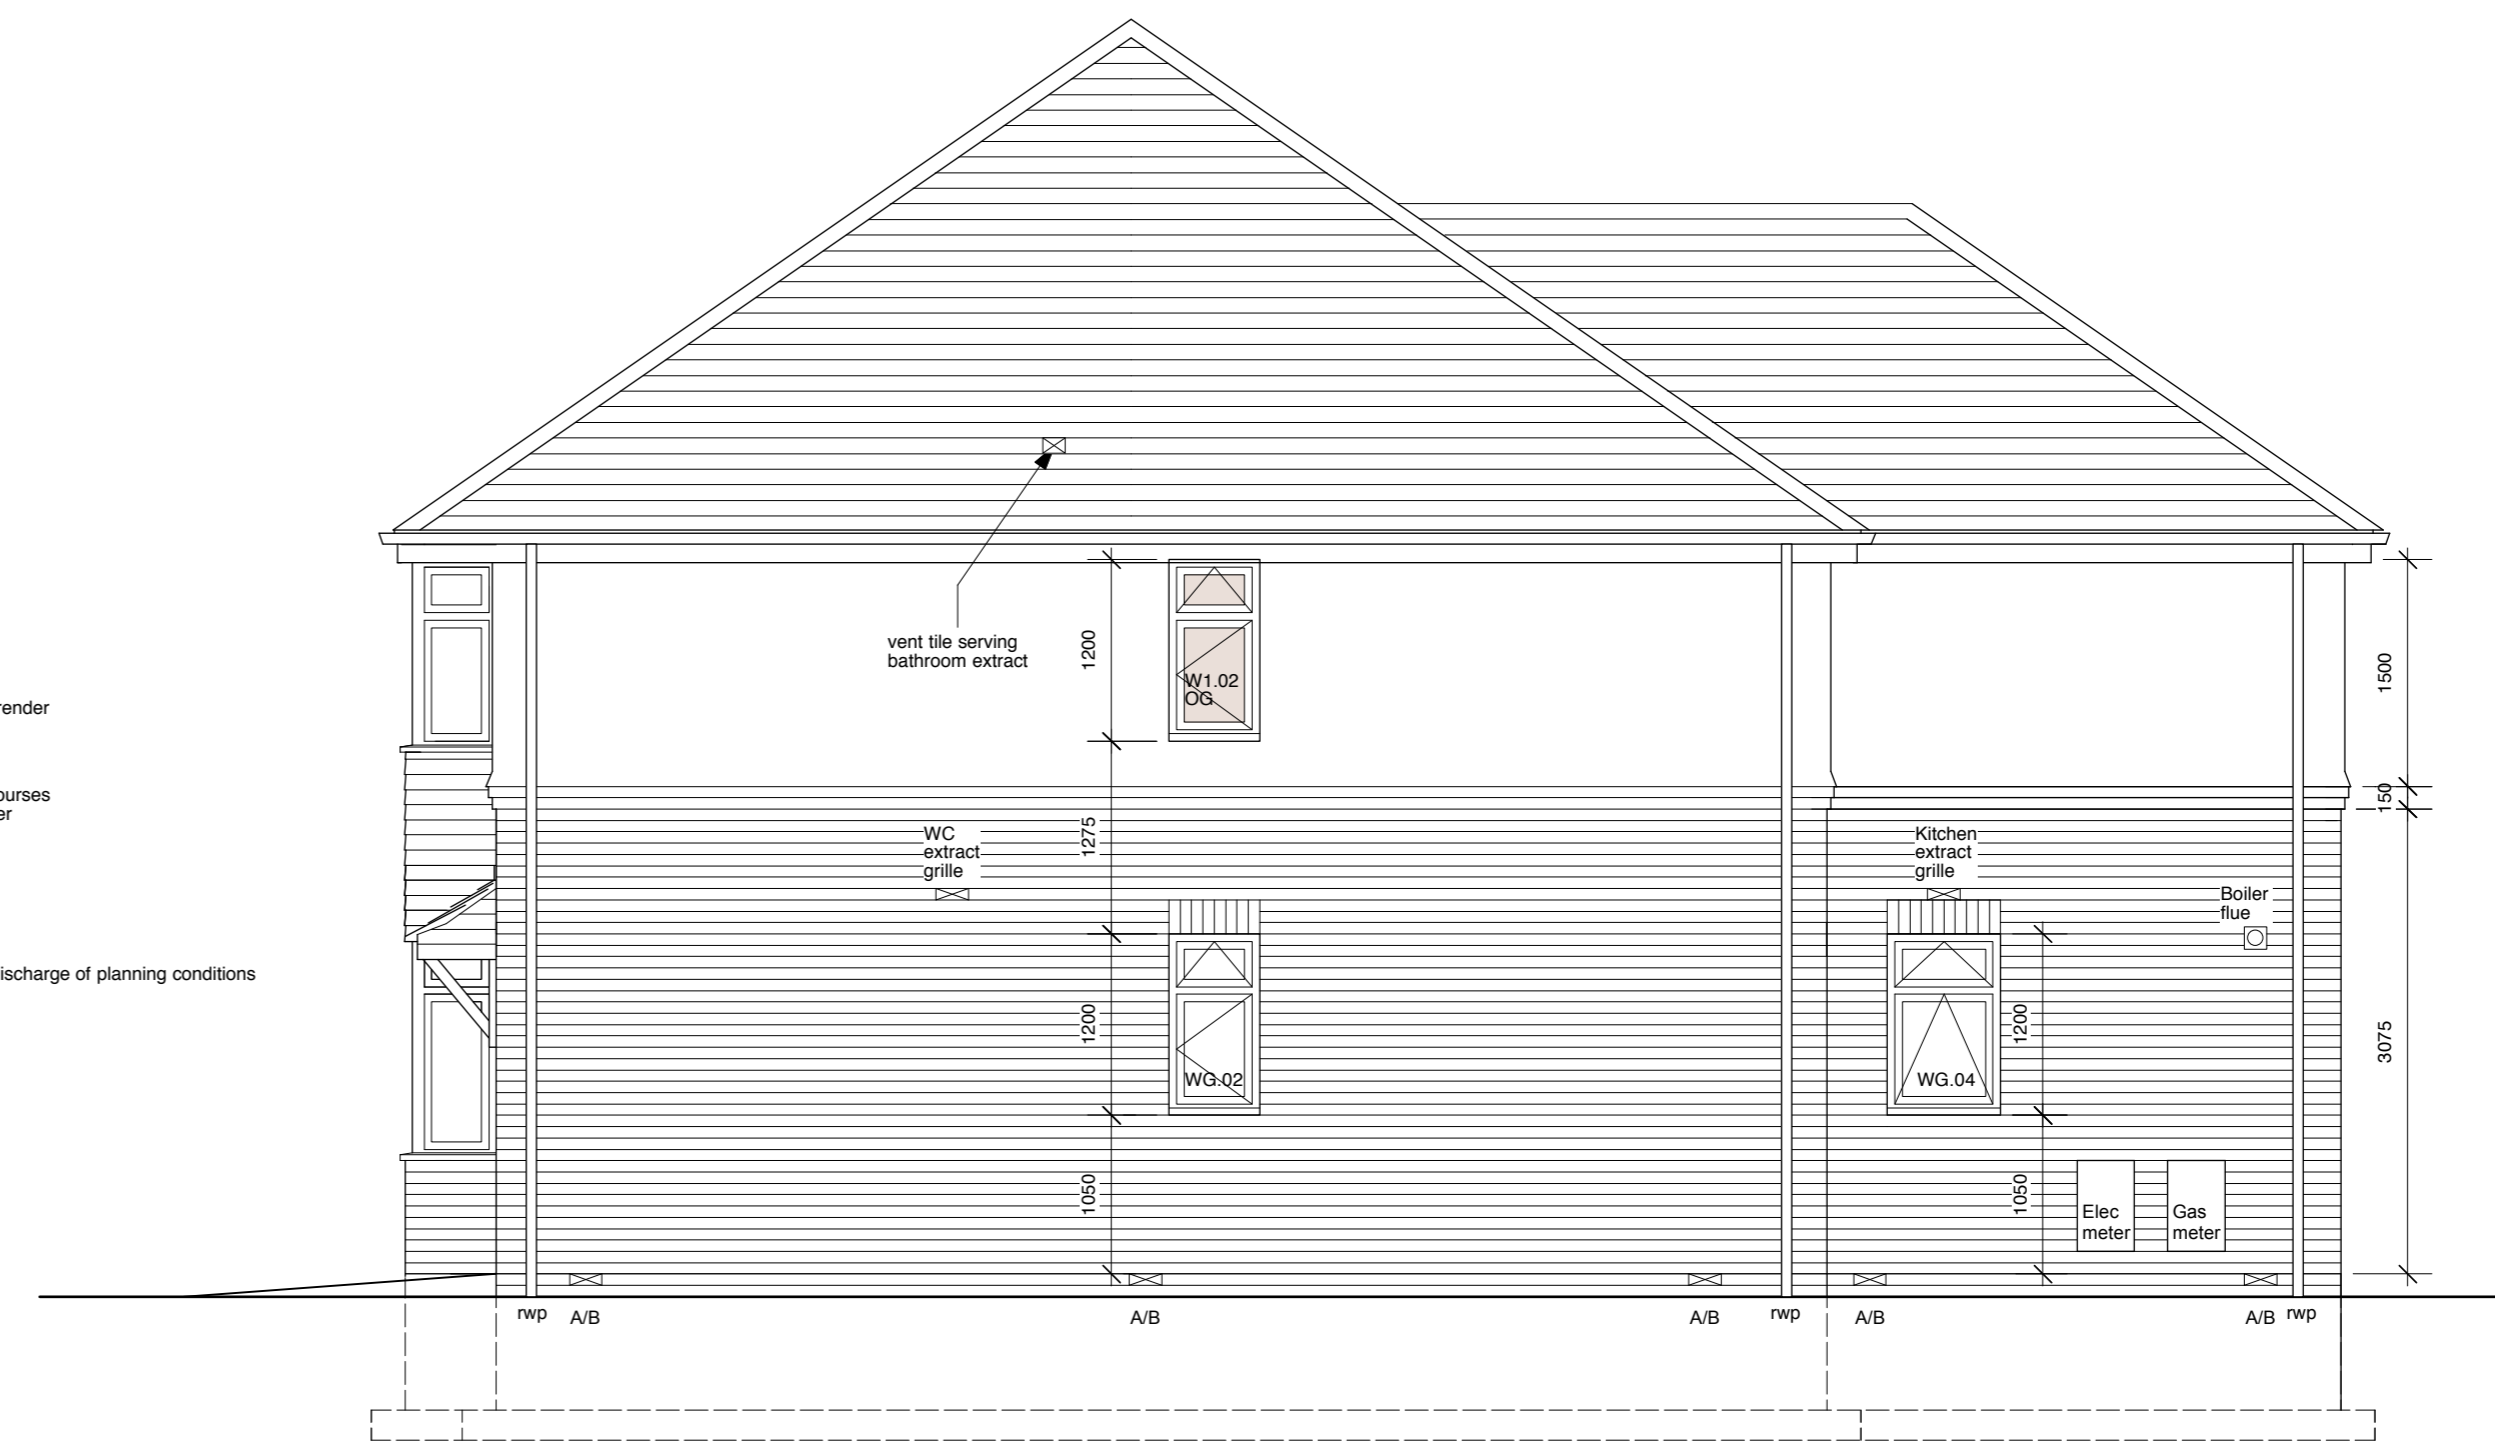 vent tile serving
bathroom extract
1200
W1.02
OG
1500
render
150
ourses
er
WC
extract
grille
1275
Kitchen
extract
grille
Boiler
flue
ischarge of planning conditions
1200
1200
3075
WG.02
WG.04
1050
1050
Elec
meter
Gas
meter
rwp
A/B
A/B
A/B
rwp
A/B
A/B
rwp